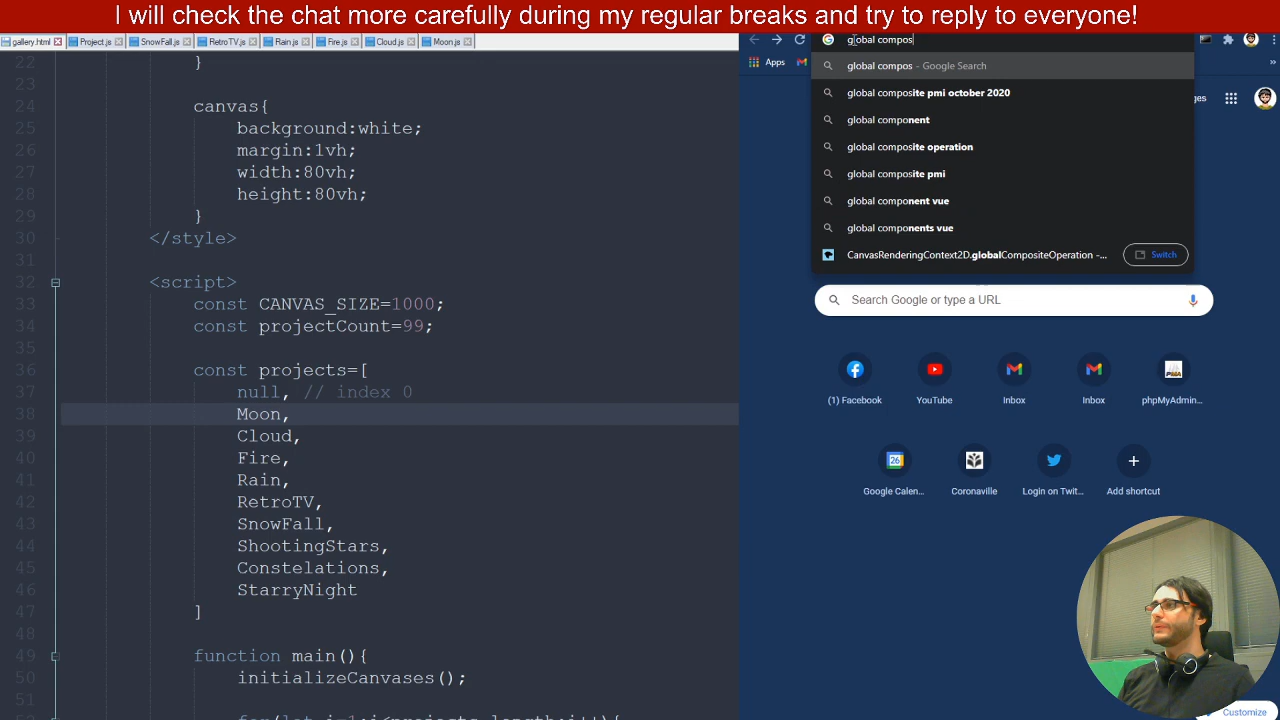 I will check the chat more carefully during my regular breaks and try to reply to everyone!
gallery.html Project.js SnowFall.js RetroTV.js Rain.js Fire.js Cloud.js Moon.js
22 }
23
24 canvas{
25 background:white;
26 margin:1vh;
27 width:80vh;
28 height:80vh;
29 }
30 </style>
31
32 <script>
33 const CANVAS_SIZE=1000;
34 const projectCount=99;
35
36 const projects=[
37 null, // index 0
38 Moon,
39 Cloud,
40 Fire,
41 Rain,
42 RetroTV,
43 SnowFall,
44 ShootingStars,
45 Constelations,
46 StarryNight
47 ]
48
49 function main(){
50 initializeCanvases();
51
global compos
Apps
»
global compos - Google Search
global composite pmi october 2020
global component
global composite operation
global composite pmi
global component vue
global components vue
CanvasRenderingContext2D.globalCompositeOperation -... Switch
ges
Search Google or type a URL
(1) Facebook YouTube Inbox Inbox phpMyAdmin...
26
Google Calen... Coronaville Login on Twit... Add shortcut
Customize